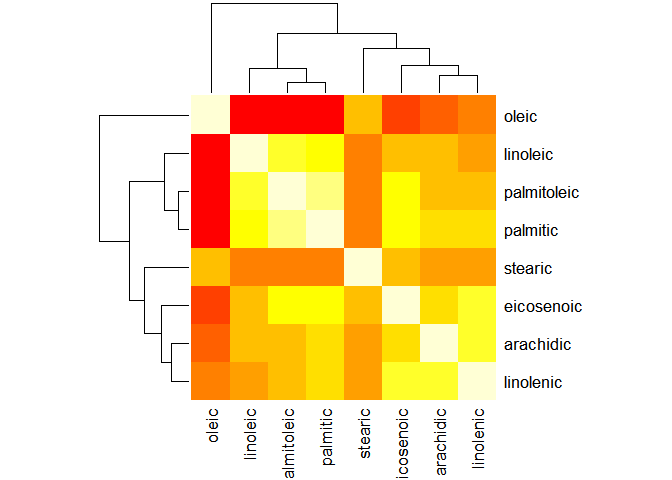 oleic
linoleic
palmitoleic
palmitic
stearic
eicosenoic
arachidic
linolenic
oleic
linoleic
almitoleic
palmitic
stearic
icosenoic
arachidic
linolenic